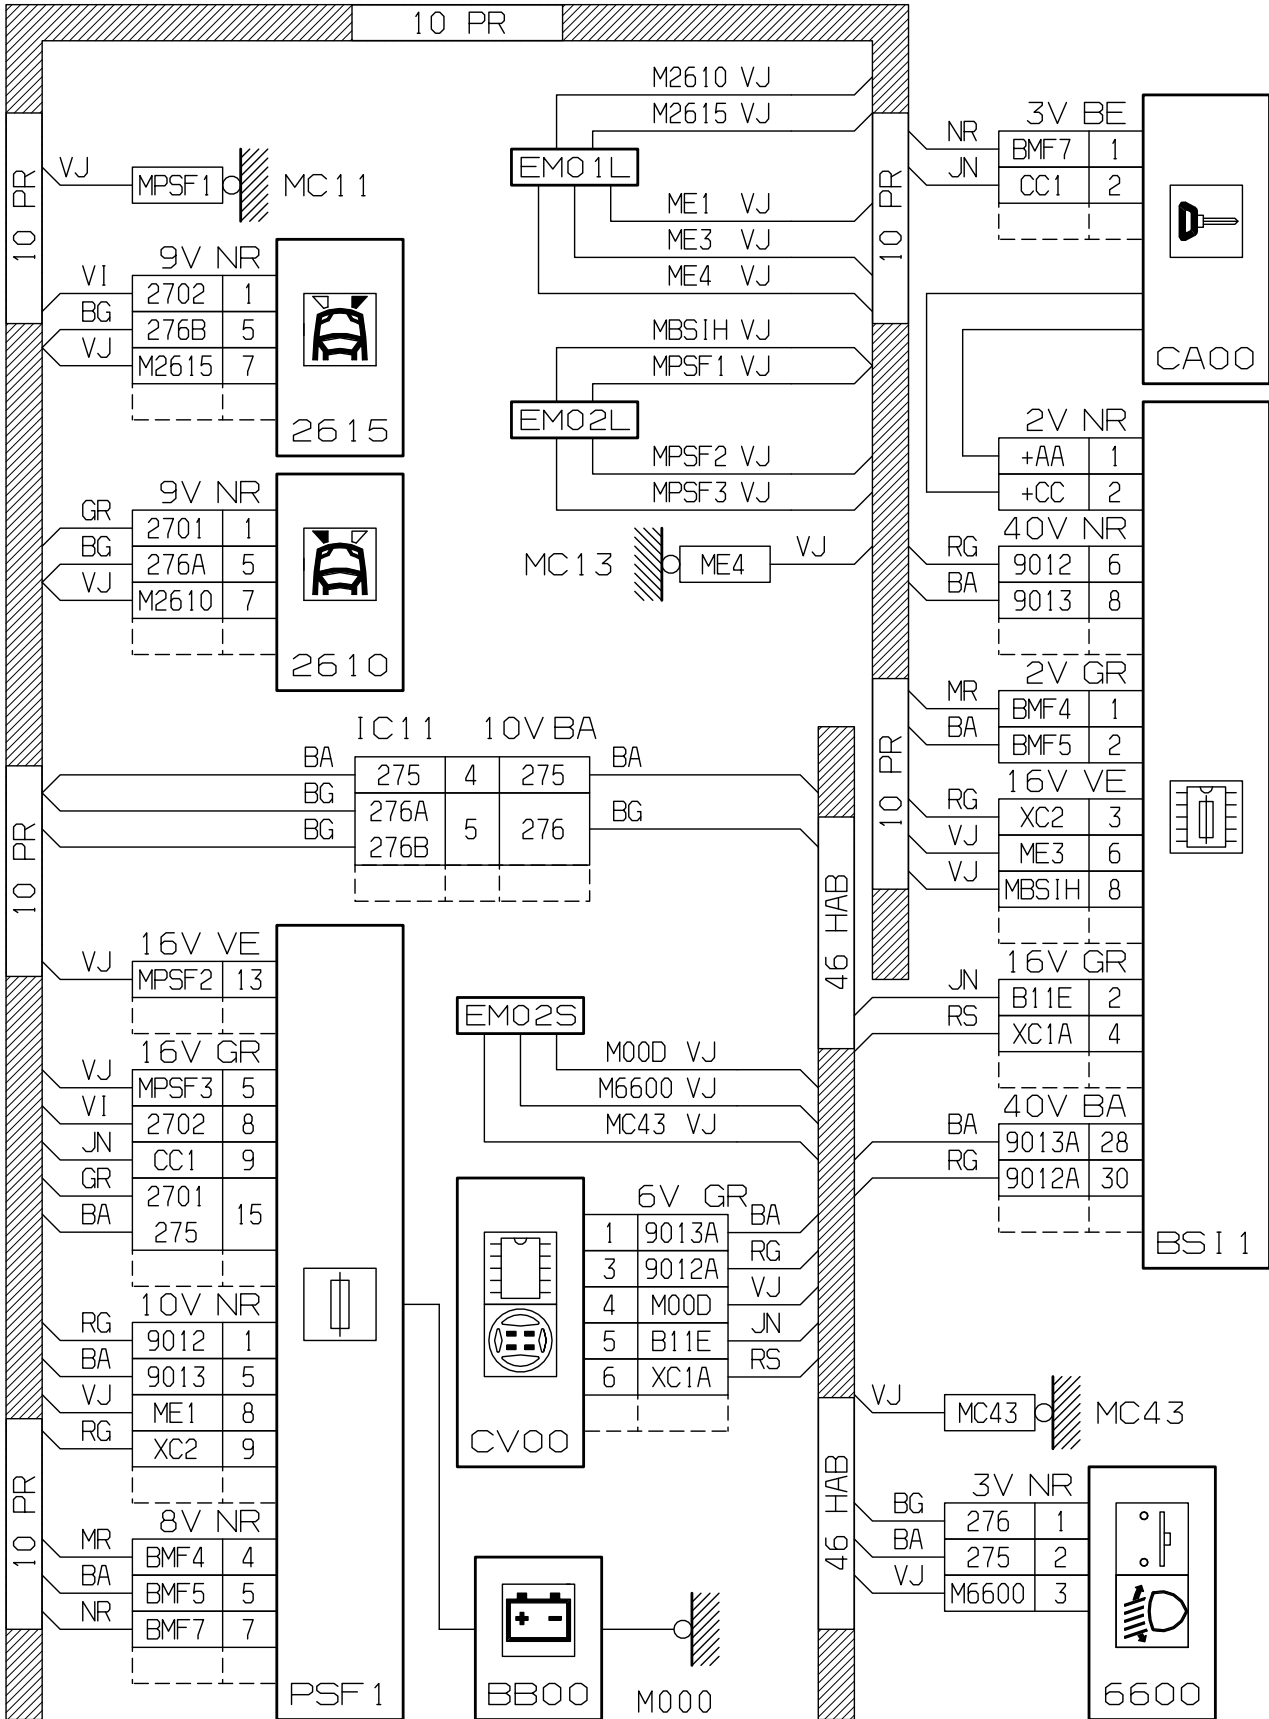 10 PR
10 PR
VJ
MPSF1
MC11
9V NR
VI
2702 1
BG
276B 5
VJ
M2615 7
2615
9V NR
GR
2701 1
BG
276A 5
VJ
M2610 7
2610
M2610 VJ
M2615 VJ
EM01L
ME1 VJ
ME3 VJ
ME4 VJ
MBSIH VJ
MPSF1 VJ
EM02L
MPSF2 VJ
MPSF3 VJ
MC13
ME4
VJ
10 PR
3V BE
NR
BMF7 1
JN
CC1 2
CA00
2V NR
+AA 1
+CC 2
40V NR
RG
9012 6
BA
9013 8
2V GR
MR
BMF4 1
BA
BMF5 2
10 PR
16V VE
RG
XC2 3
VJ
ME3 6
VJ
MBSIH 8
16V GR
JN
B11E 2
RS
XC1A 4
40V BA
BA
9013A 28
RG
9012A 30
BSI1
IC11 10V BA
BA
275 4 275
BA
BG
276A
5 276
BG
BG
276B
10 PR
46 HAB
16V VE
VJ
MPSF2 13
16V GR
VJ
MPSF3 5
VI
2702 8
JN
CC1 9
GR
2701
15
BA
275
10V NR
RG
9012 1
BA
9013 5
VJ
ME1 8
RG
XC2 9
10 PR
8V NR
MR
BMF4 4
BA
BMF5 5
NR
BMF7 7
PSF1
EM02S
M00D VJ
M6600 VJ
MC43 VJ
6V GR
1 9013A
BA
3 9012A
RG
4 M00D
VJ
5 B11E
JN
6 XC1A
RS
CV00
BB00
M000
46 HAB
VJ
MC43
MC43
3V NR
BG
276 1
BA
275 2
VJ
M6600 3
6600